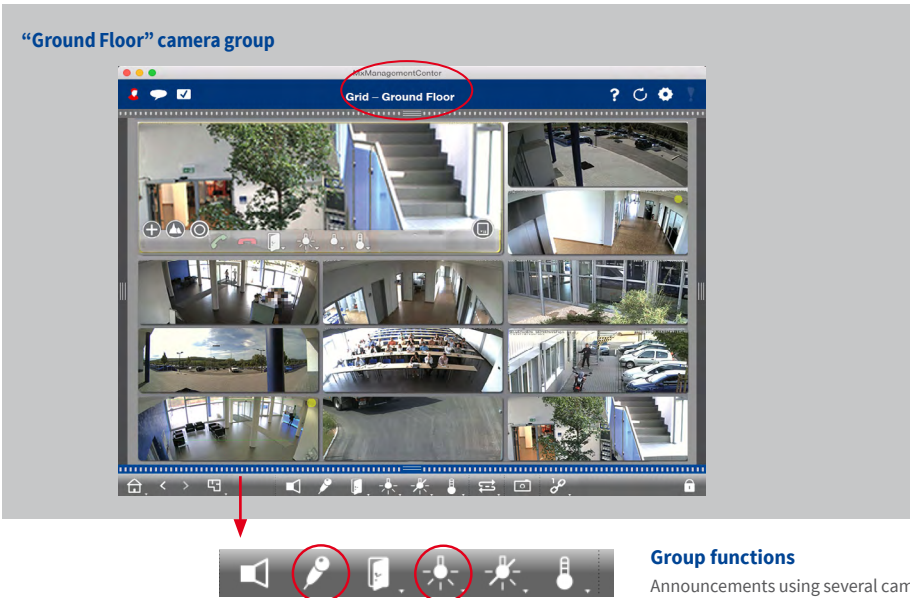 “Ground Floor” camera group
MxManagementCenter
Grid – Ground Floor
?
Group functions
Announcements using several cam